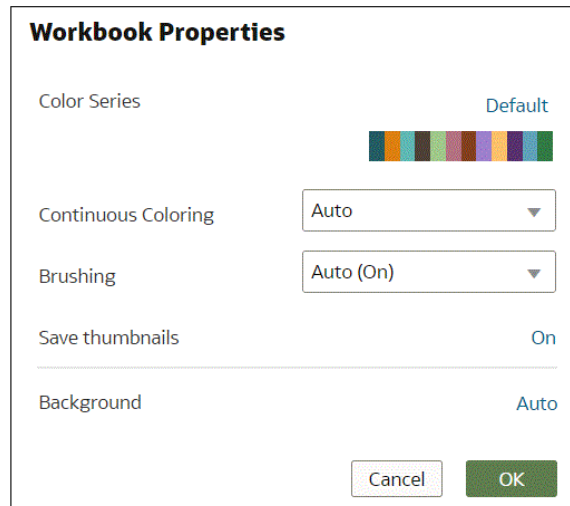 Workbook Properties
Color Series
Default
Continuous Coloring
Auto
Brushing
Auto (On)
Save thumbnails
On
Background
Auto
Cancel
OK